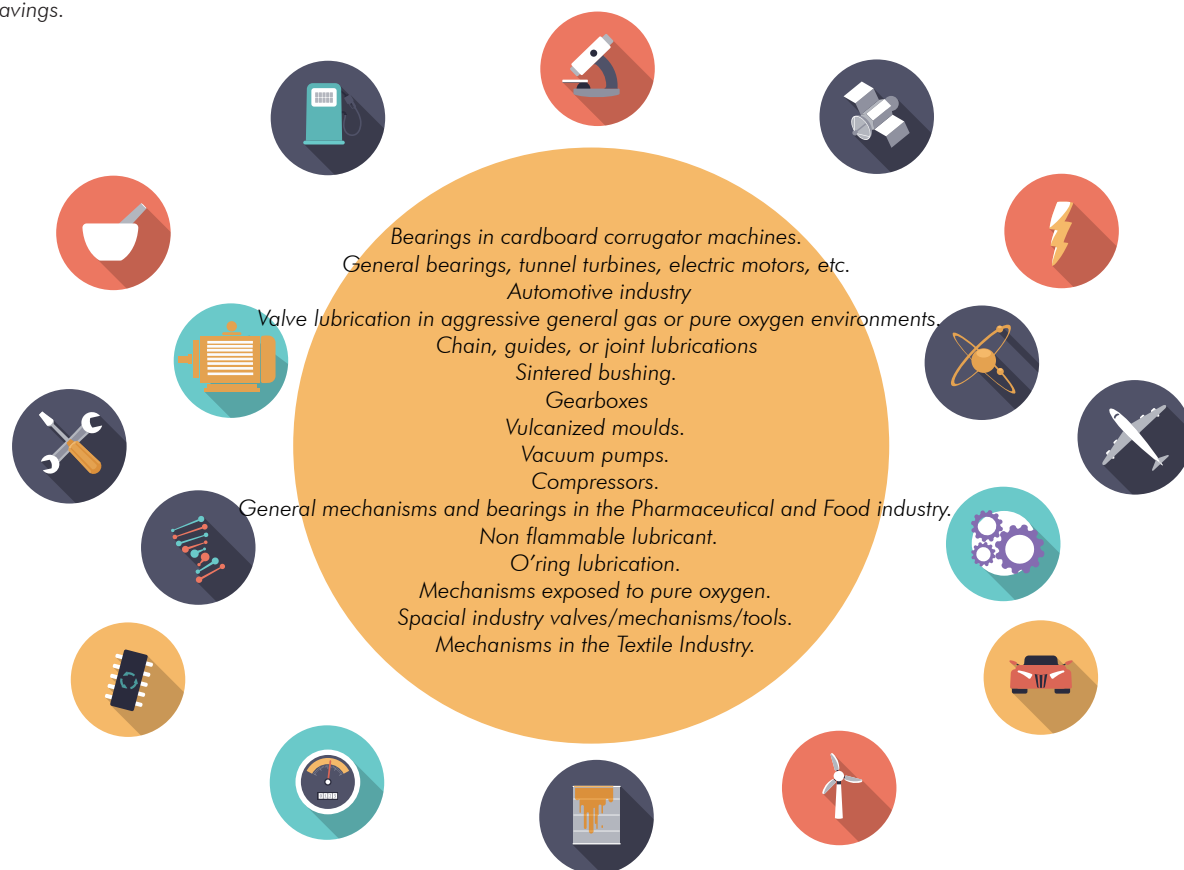 avings.
Bearings in cardboard corrugator machines.
General bearings, tunnel turbines, electric motors, etc.
Automotive industry
Valve lubrication in aggressive general gas or pure oxygen environments.
Chain, guides, or joint lubrications
Sintered bushing.
Gearboxes
Vulcanized moulds.
Vacuum pumps.
Compressors.
General mechanisms and bearings in the Pharmaceutical and Food industry.
Non flammable lubricant.
O'ring lubrication.
Mechanisms exposed to pure oxygen.
Spacial industry valves/mechanisms/tools.
Mechanisms in the Textile Industry.